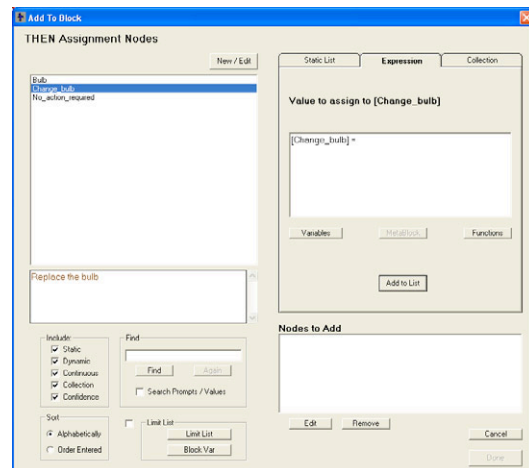 Add To Block
THEN Assignment Nodes
New / Edit
Bulb
Change_bulb
No_action_required
Replace the bulb
Include:
Static
Dynamic
Continuous
Collection
Confidence
Find
Find
Again
Search Prompts / Values
Sort
Alphabetically
Order Entered
Limit List
Limit List
Block Var
Static List
Expression
Collection
Value to assign to [Change_bulb]
[Change_bulb] =
Variables
MetaBlock
Functions
Add to List
Nodes to Add
Edit
Remove
Cancel
Done